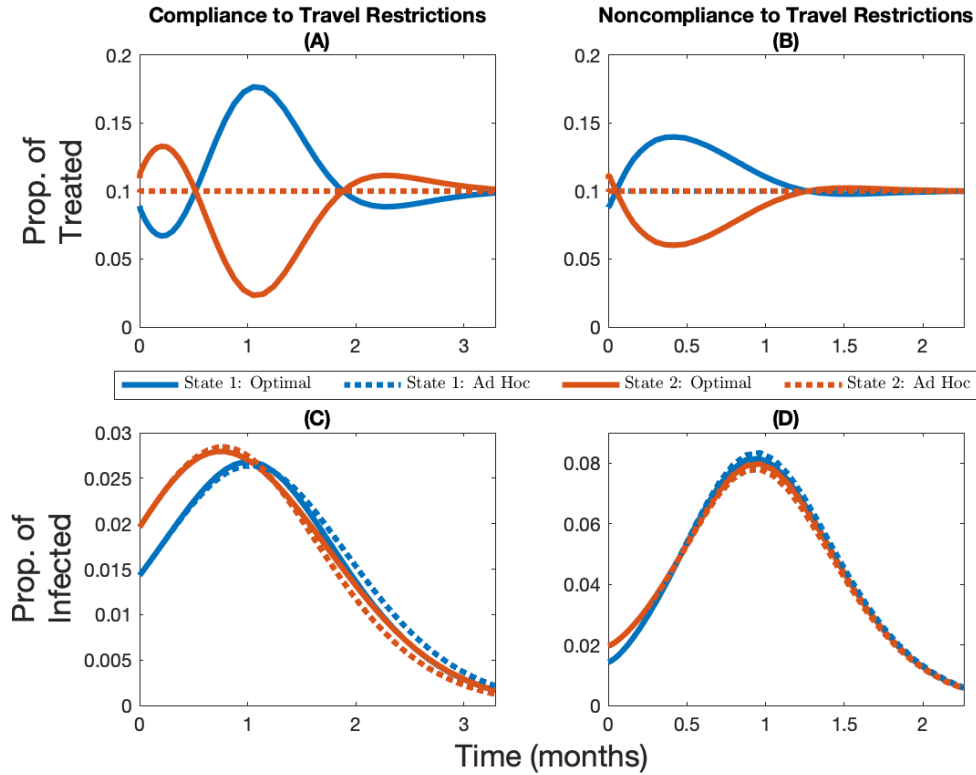 Compliance to Travel Restrictions
Noncompliance to Travel Restrictions
(A)
(B)
Prop. of
Treated
0.2
0.15
0.1
0.05
0
0
1
2
3
0.2
0.15
0.1
0.05
0
0
0.5
1
1.5
2
State 1: Optimal
State 1: Ad Hoc
State 2: Optimal
State 2: Ad Hoc
(C)
(D)
Prop. of
Infected
0.03
0.025
0.02
0.015
0.01
0.005
0
0
1
2
3
0.08
0.06
0.04
0.02
0
0
0.5
1
1.5
2
Time (months)